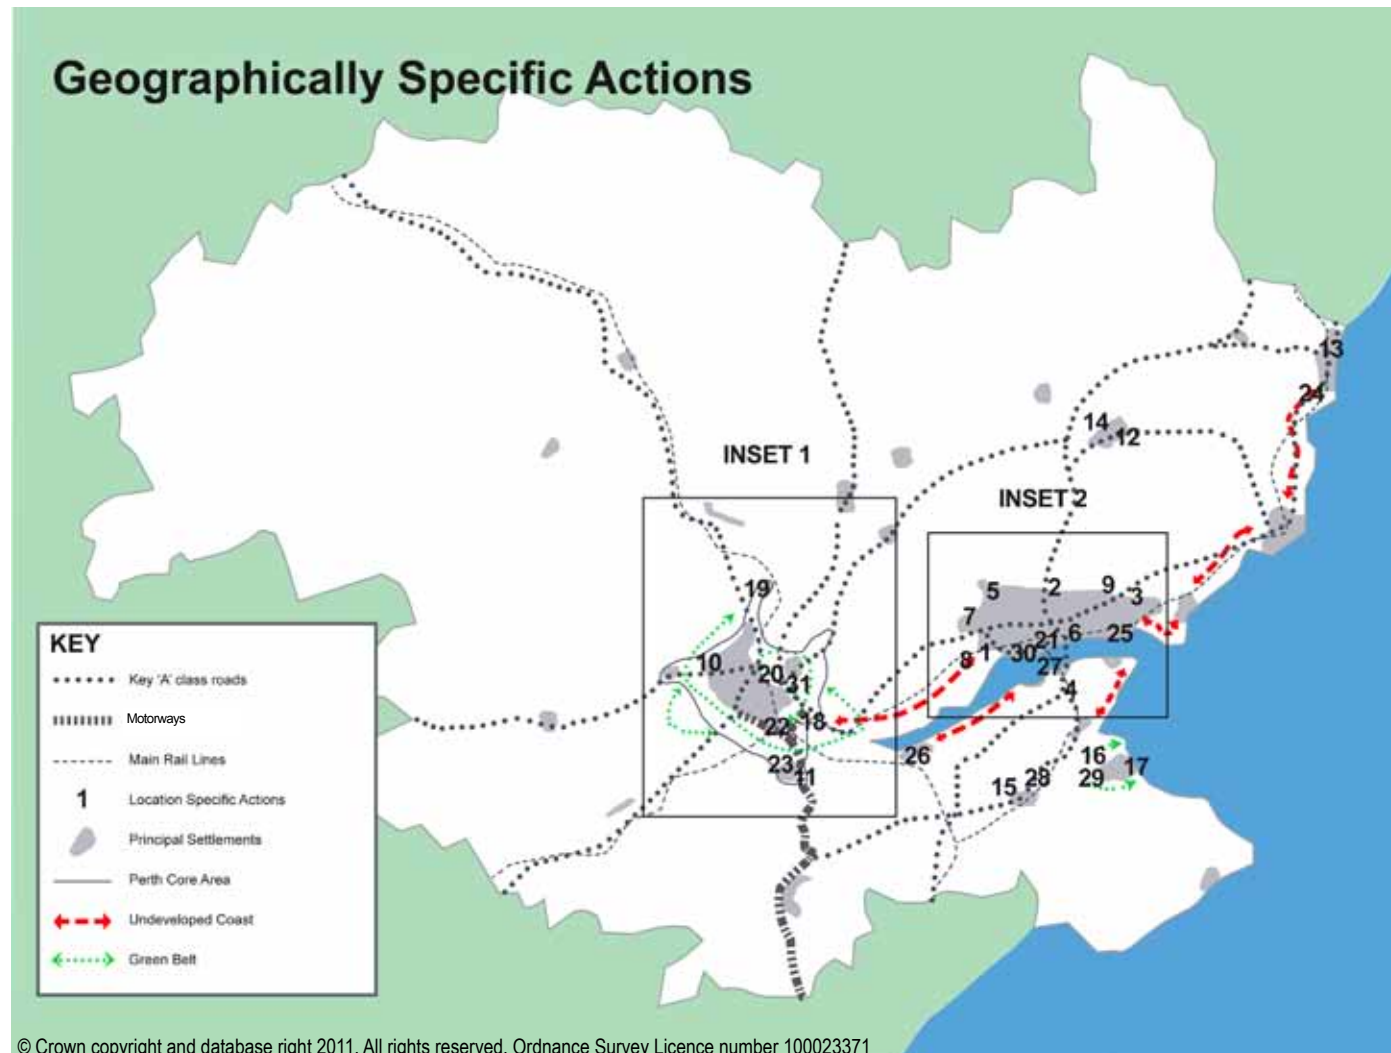 Geographically Specific Actions
13
24
14
12
INSET 1
INSET 2
19
5
2
9
3
7
6
25
21
1
30
8
27
10
20
31
4
18
22
26
16
17
23
11
15
28
29
KEY
Key 'A' class roads
Motorways
Main Rail Lines
1 Location Specific Actions
Principal Settlements
Perth Core Area
Undeveloped Coast
Green Belt
© Crown copyright and database right 2011. All rights reserved. Ordnance Survey Licence number 100023371